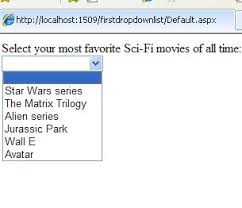 http://localhost:1509/firstdropdownlist/Default.aspx
Select your most favorite Sci-Fi movies of all time:
Star Wars series
The Matrix Trilogy
Alien series
Jurassic Park
Wall E
Avatar